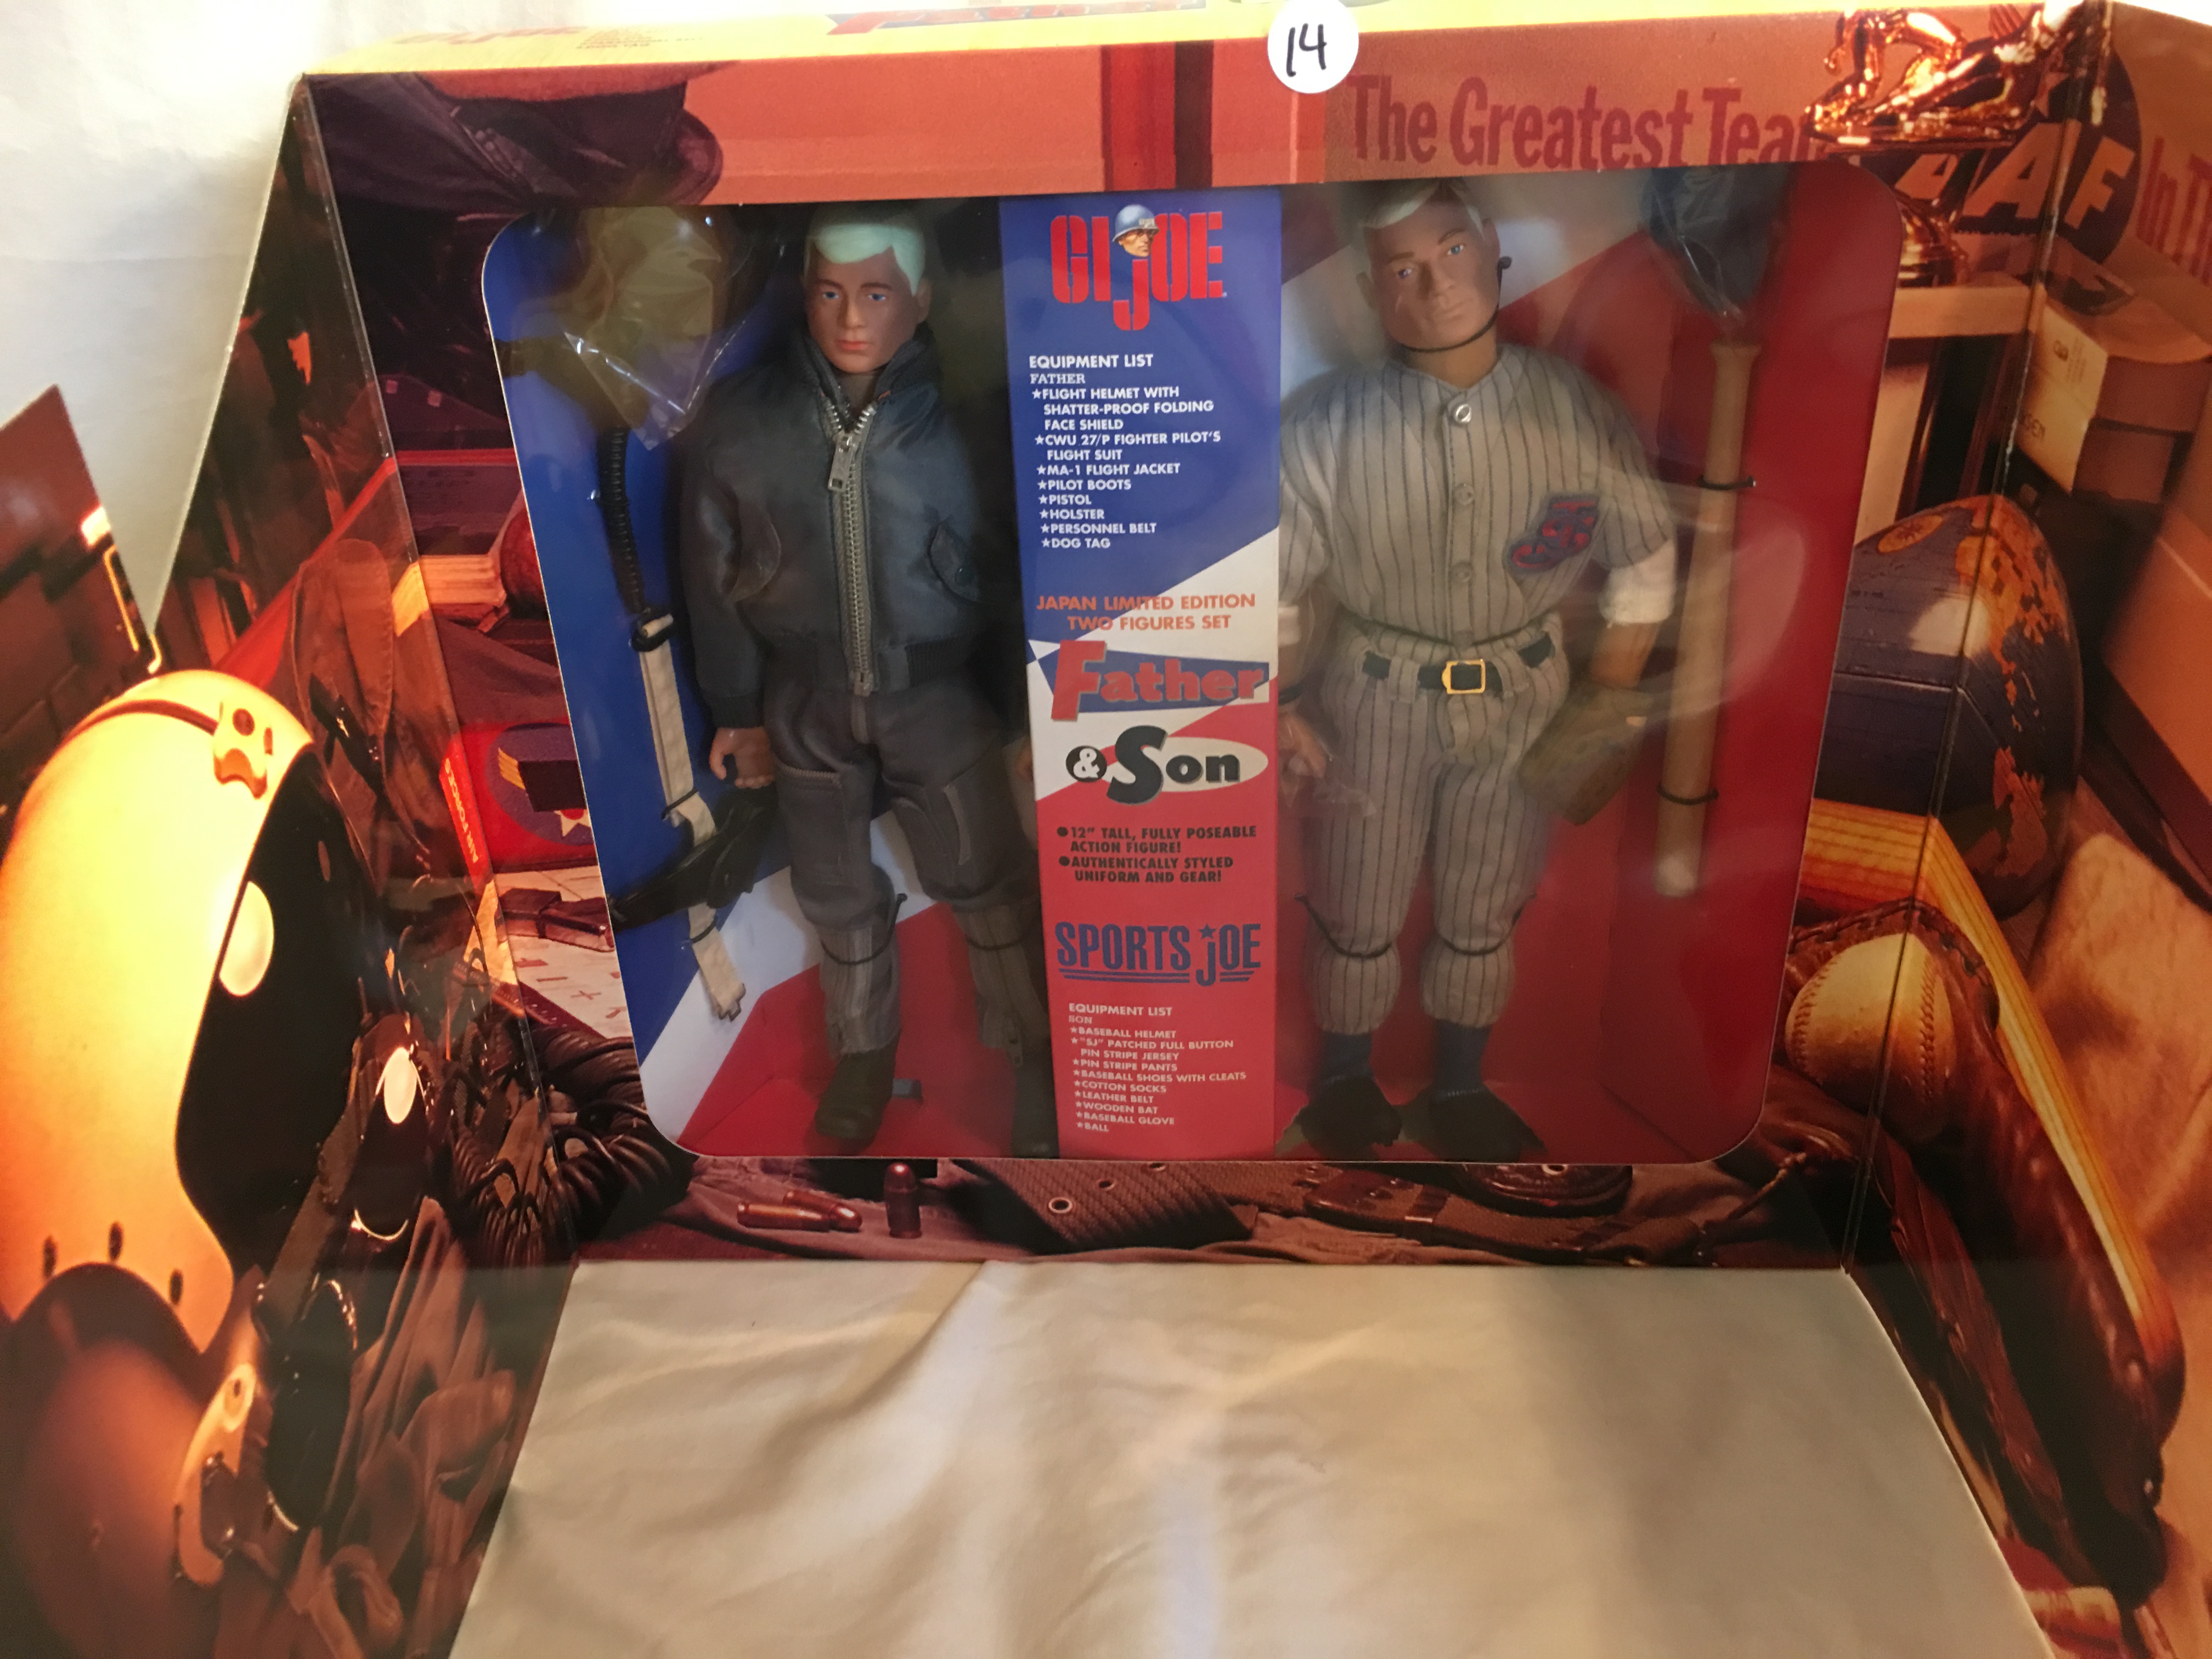 14
GI JOE
The Greatest Tea
AAF
In T
GI JOE
EQUIPMENT LIST
FATHER
★FLIGHT HELMET WITH
SHATTER-PROOF FOLDING
FACE SHIELD
★CWU 27/P FIGHTER PILOT'S
FLIGHT SUIT
★MA-1 FLIGHT JACKET
★PILOT BOOTS
★PISTOL
★HOLSTER
★PERSONNEL BELT
★DOG TAG
JAPAN LIMITED EDITION
TWO FIGURES SET
Father
& Son
●12" TALL, FULLY POSEABLE
ACTION FIGURE!
●AUTHENTICALLY STYLED
UNIFORM AND GEAR!
SPORTS JOE
EQUIPMENT LIST
SON
★BASEBALL HELMET
★"SJ" PATCHED FULL BUTTON
PIN STRIPE JERSEY
★PIN STRIPE PANTS
★BASEBALL SHOES WITH CLEATS
★COTTON SOCKS
★LEATHER BELT
★WOODEN BAT
★BASEBALL GLOVE
★BALL